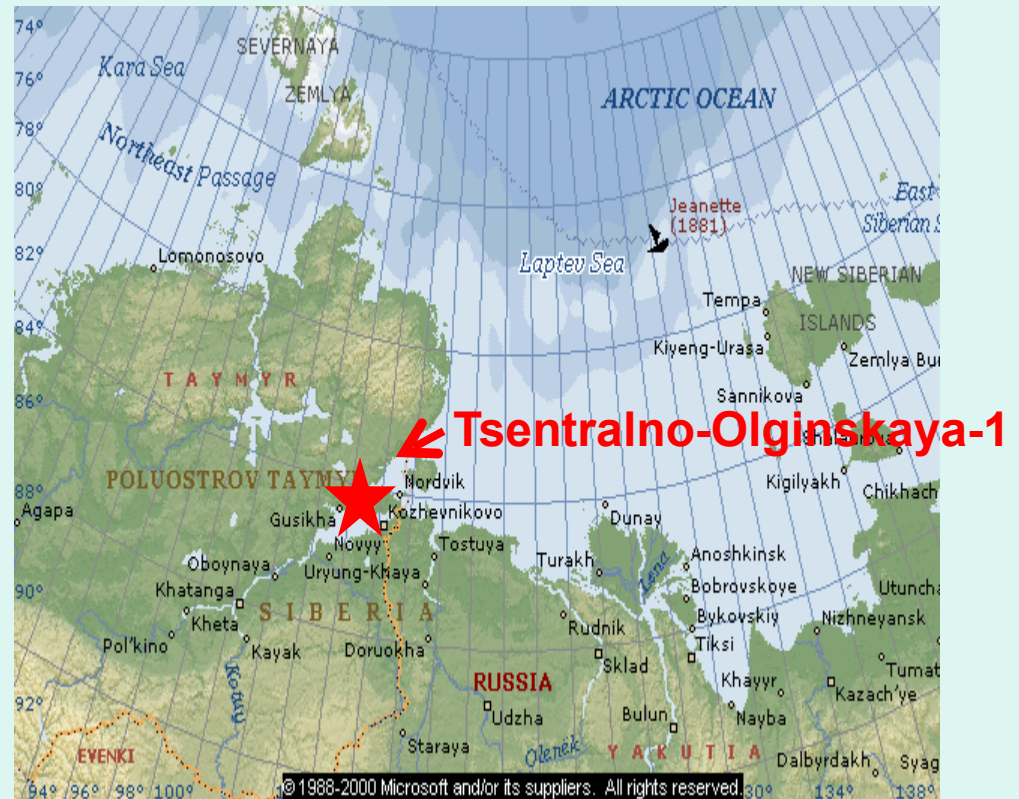 74°
SEVERNAYA
Kara Sea
76°
ZEMLYA
ARCTIC OCEAN
78°
Northeast Passage
80°
East
Jeanette
(1881)
Siberian S
82°
Lomonosovo
Laptev Sea
NEW SIBERIAN
Tempa
ISLANDS
84°
Kiyeng-Urasa
Zemlya Bu
TAYMYR
86°
Sannikova
Tsentralno-Olginskaya-1
POLUOSTROV TAYMY
Nordvik
Kigilyakh
88°
Chikhach
Agapa
Gusikha
Kozhevnikovo
Dunay
Novyy
Tostuya
Turakh
Anoshkinsk
Oboynaya
Uryung-Khaya
Lena
90°
Khatanga
Bobrovskoye
Utuncha
SIBERIA
Kheta
Bykovskiy
Nizhneyansk
Rudnik
Pol'kino
Kayak
Doruokha
Tiksi
Sklad
Tumat
Kotuy
RUSSIA
Khayyr
Kazach'ye
92°
Udzha
Bulun
Nayba
EVENKI
Staraya
Olenëk
YAKUTIA
Dalbyrdakh
Syag
94°
96°
98°
100°
© 1988-2000 Microsoft and/or its suppliers. All rights reserved.
30°
134°
138°